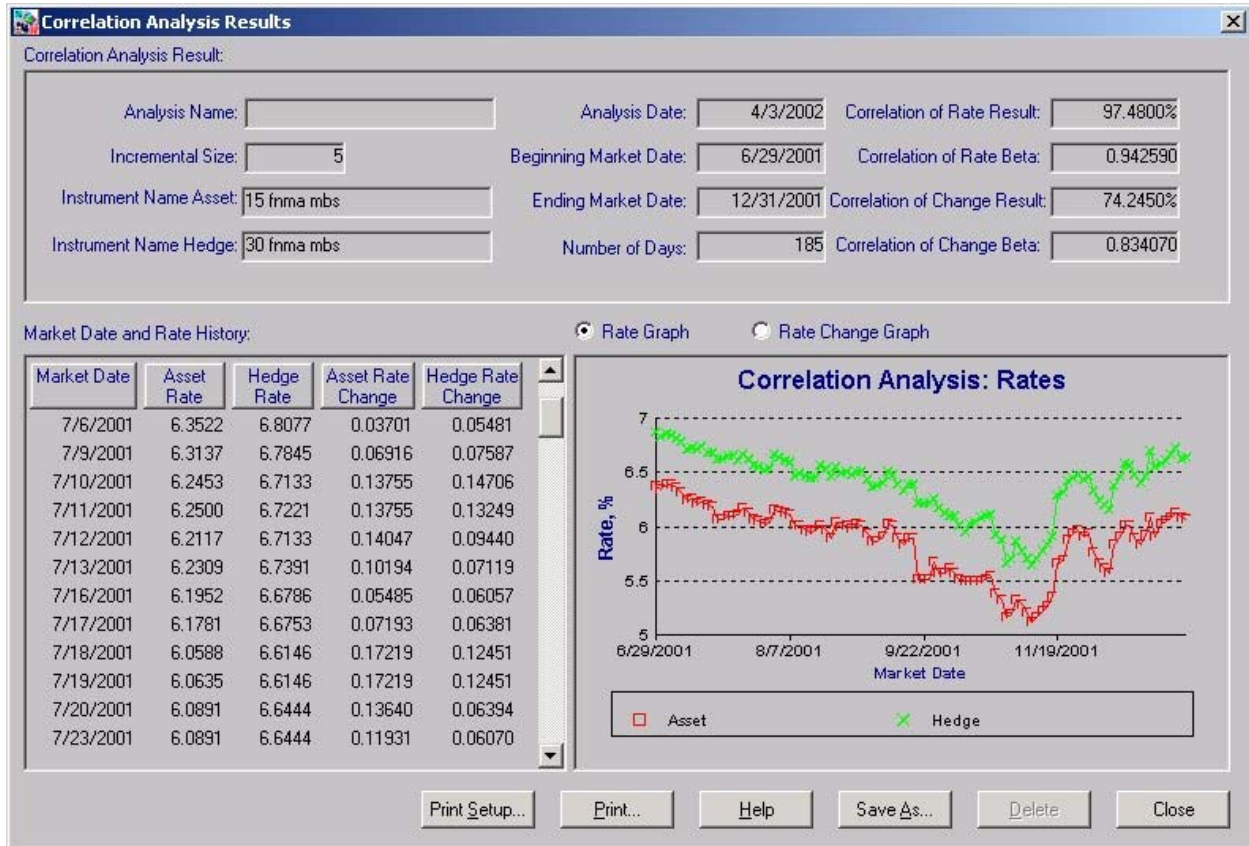 Correlation Analysis Results
Correlation Analysis Result:
Analysis Name:
Analysis Date: 4/3/2002
Correlation of Rate Result: 97.4800%
Incremental Size: 5
Beginning Market Date: 6/29/2001
Correlation of Rate Beta: 0.942590
Instrument Name Asset: 15 fnma mbs
Ending Market Date: 12/31/2001
Correlation of Change Result: 74.2450%
Instrument Name Hedge: 30 fnma mbs
Number of Days: 185
Correlation of Change Beta: 0.834070
Market Date and Rate History:
Rate Graph
Rate Change Graph
Market Date Asset Rate Hedge Rate Asset Rate Change Hedge Rate Change
7/6/2001 6.3522 6.8077 0.03701 0.05481
7/9/2001 6.3137 6.7845 0.06916 0.07587
7/10/2001 6.2453 6.7133 0.13755 0.14706
7/11/2001 6.2500 6.7221 0.13755 0.13249
7/12/2001 6.2117 6.7133 0.14047 0.09440
7/13/2001 6.2309 6.7391 0.10194 0.07119
7/16/2001 6.1952 6.6786 0.05485 0.06057
7/17/2001 6.1781 6.6753 0.07193 0.06381
7/18/2001 6.0588 6.6146 0.17219 0.12451
7/19/2001 6.0635 6.6146 0.17219 0.12451
7/20/2001 6.0891 6.6444 0.13640 0.06394
7/23/2001 6.0891 6.6444 0.11931 0.06070
Correlation Analysis: Rates
Rate, %
7
6.5
6
5.5
5
6/29/2001 8/7/2001 9/22/2001 11/19/2001
Market Date
Asset Hedge
Print Setup...
Print...
Help
Save As...
Delete
Close